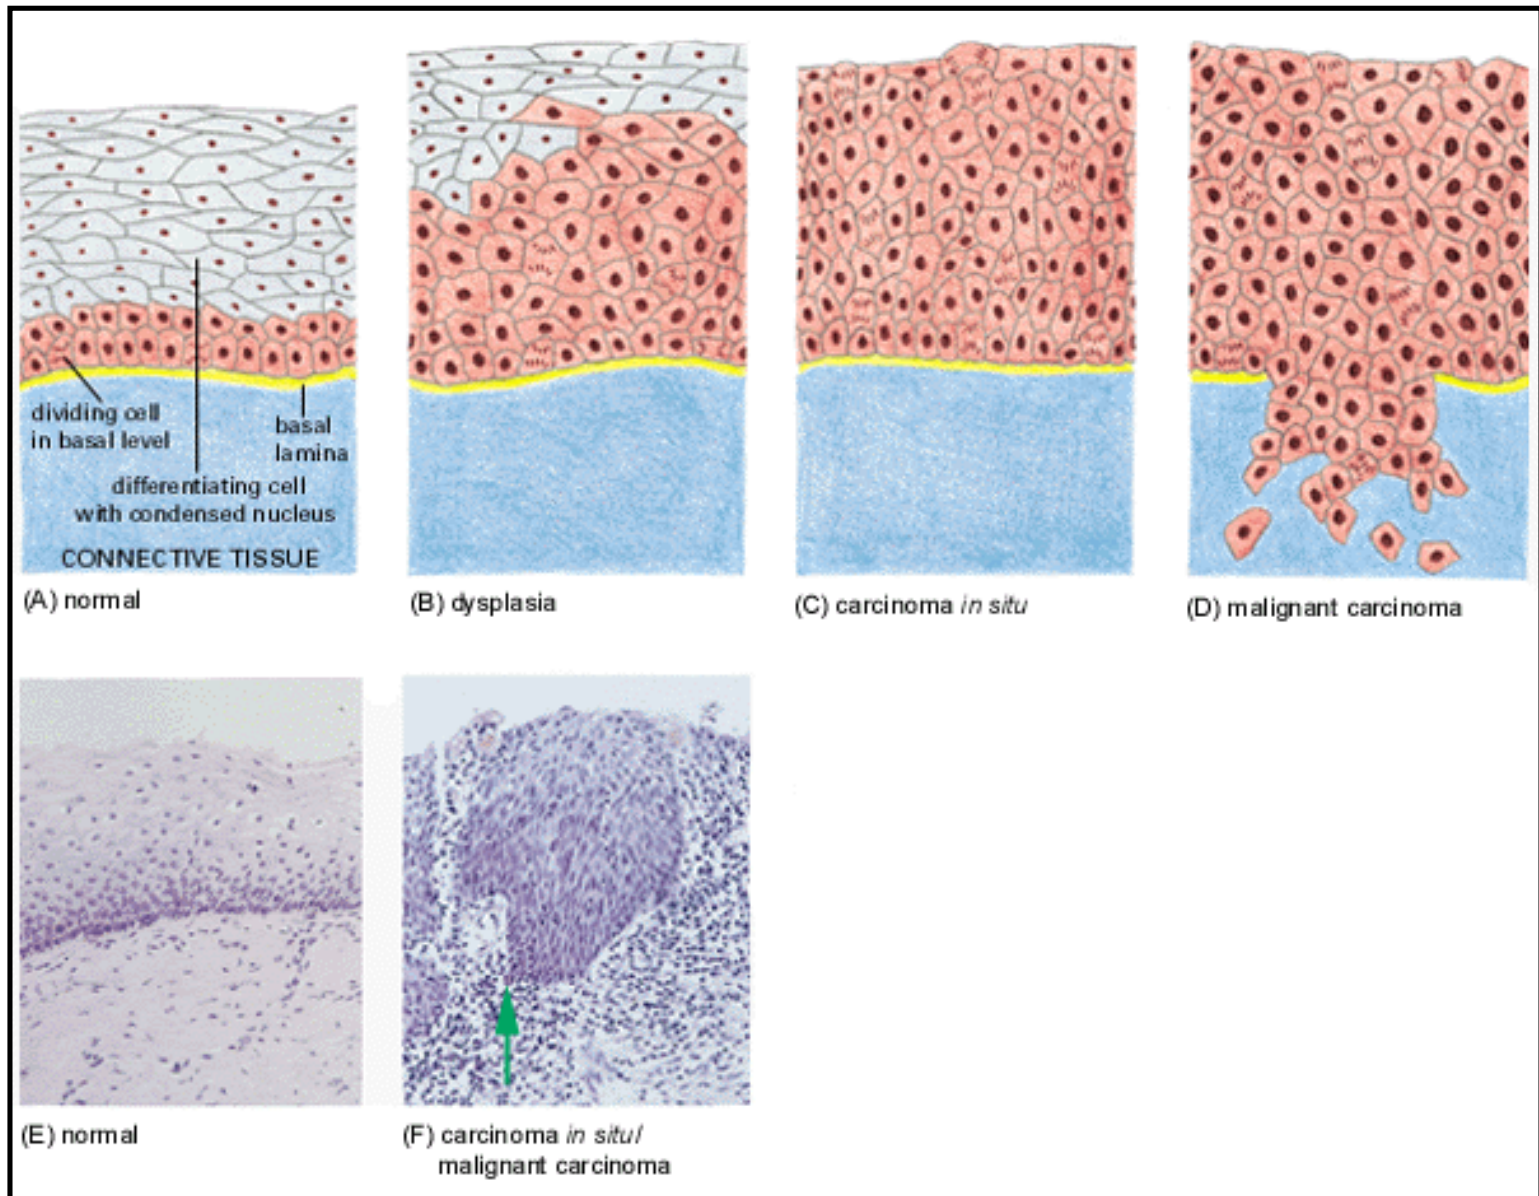 dividing cell
in basal level
basal
lamina
differentiating cell
with condensed nucleus
CONNECTIVE TISSUE
(A) normal
(B) dysplasia
(C) carcinoma in situ
(D) malignant carcinoma
(E) normal
(F) carcinoma in situ/
malignant carcinoma